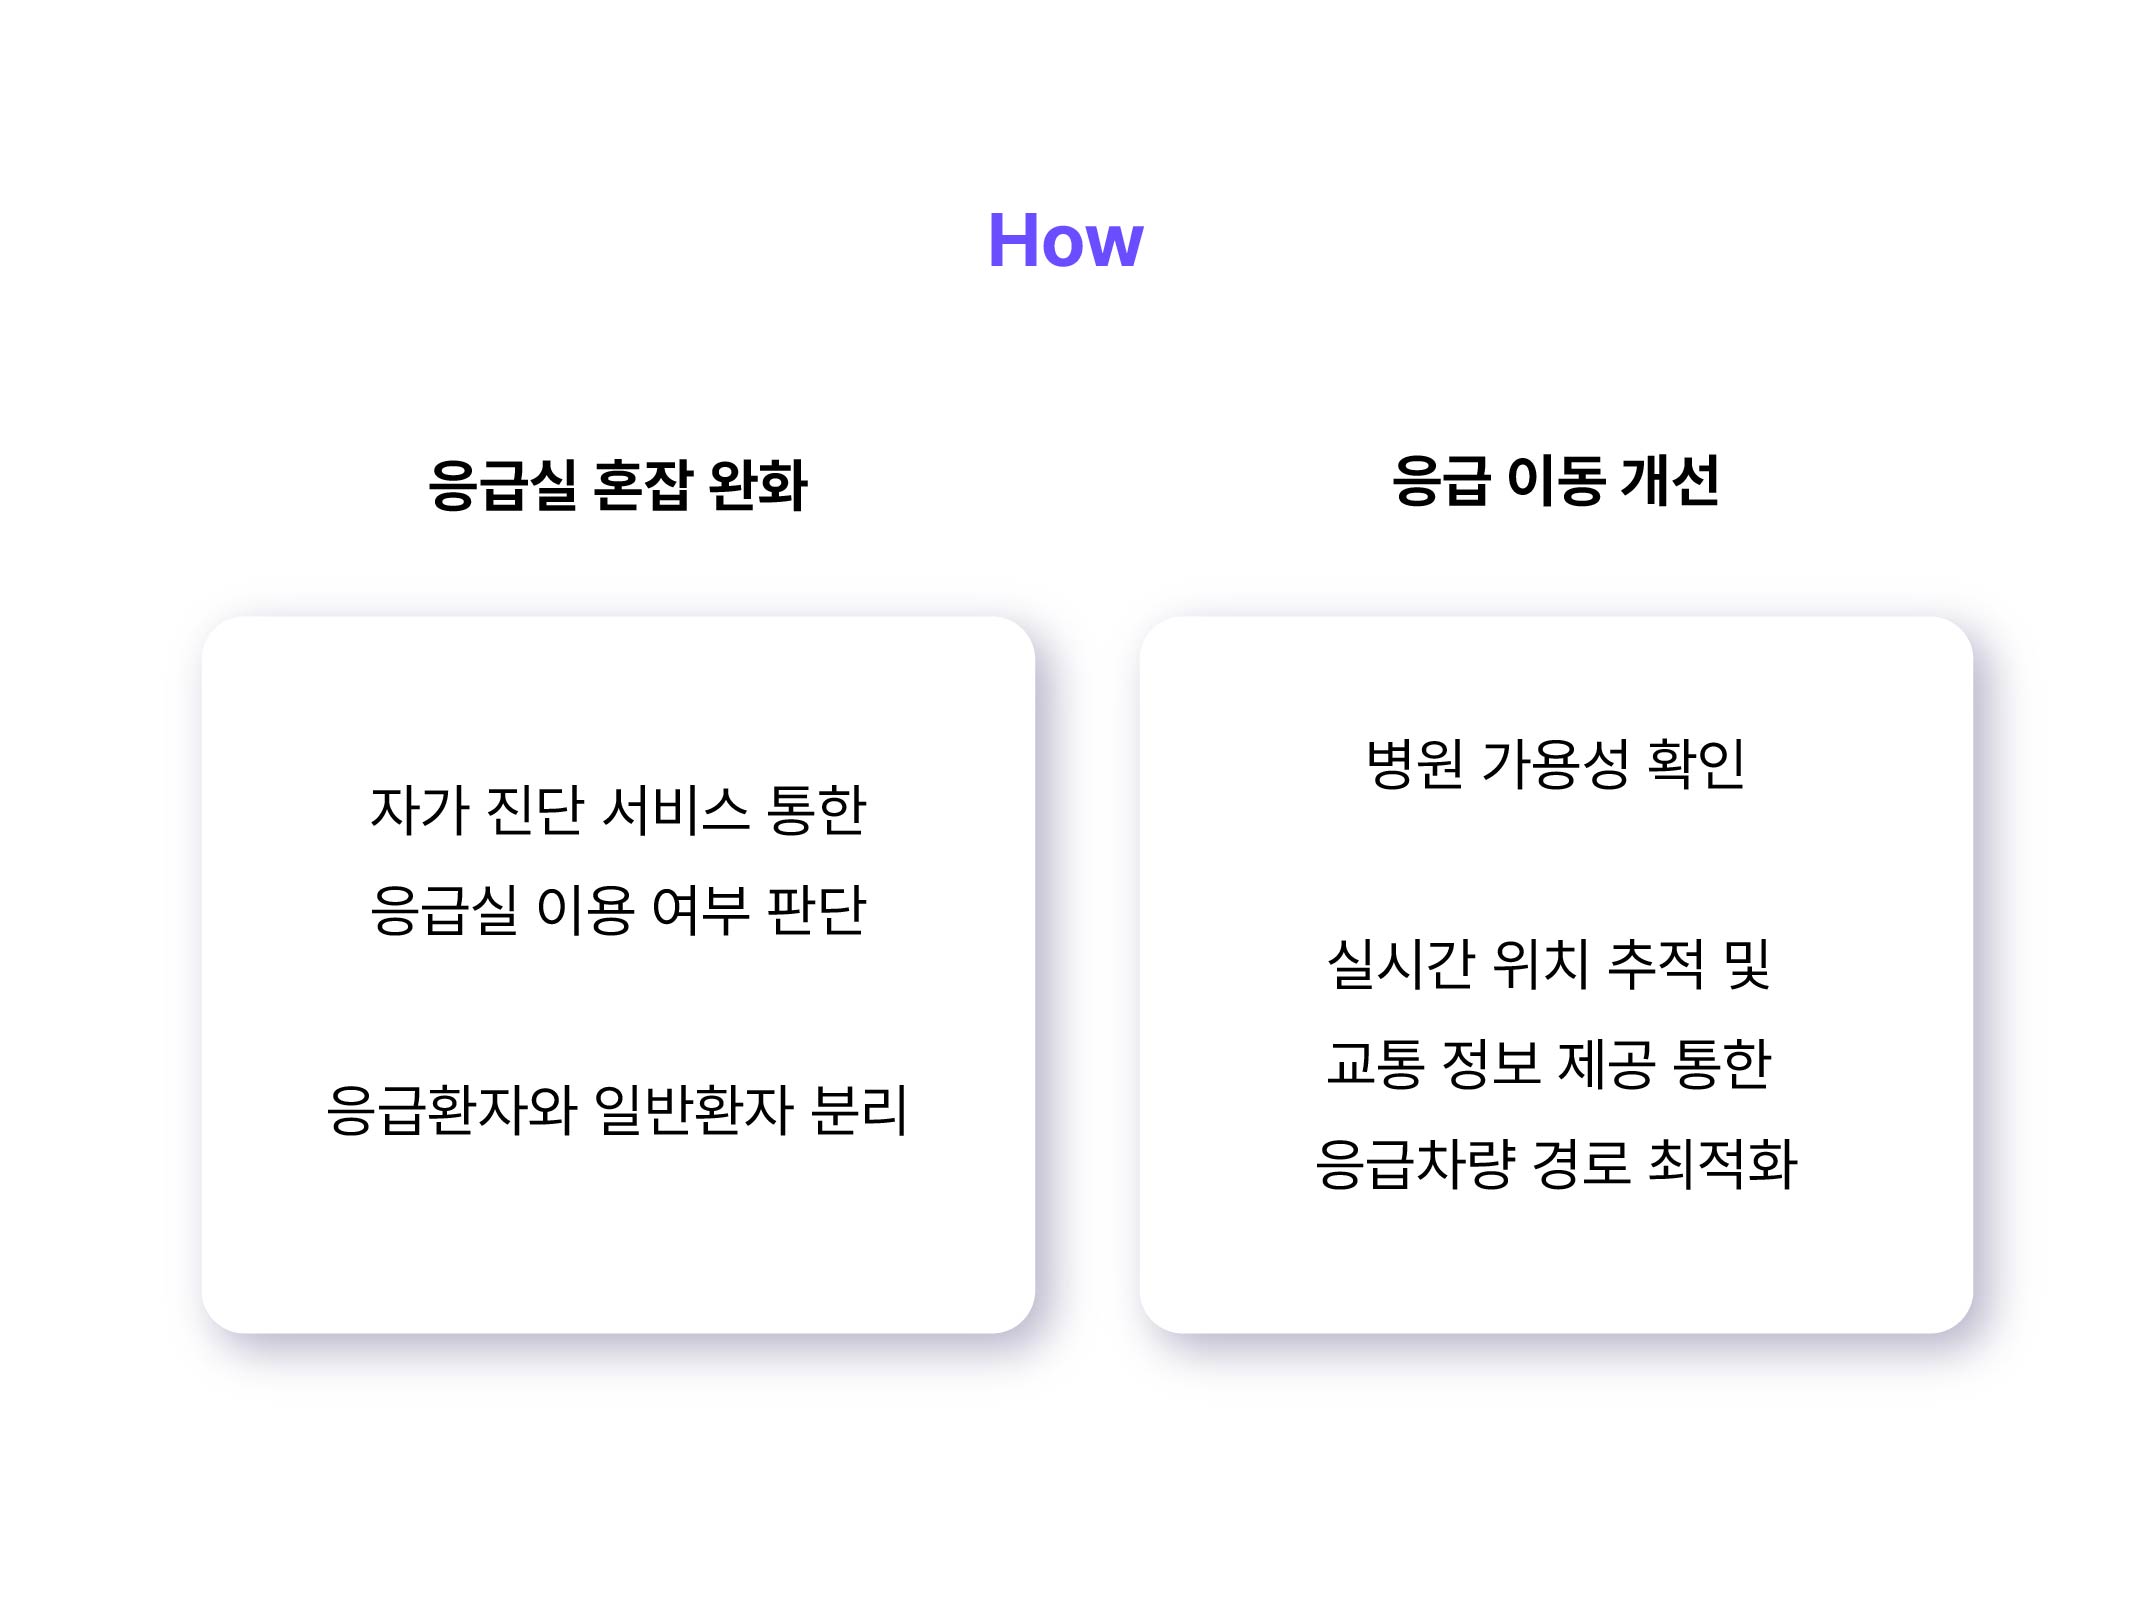 How
응급실 혼잡 완화
자가 진단 서비스 통한
응급실 이용 여부 판단
응급환자와 일반환자 분리
응급 이동 개선
병원 가용성 확인
실시간 위치 추적 및
교통 정보 제공 통한
응급차량 경로 최적화